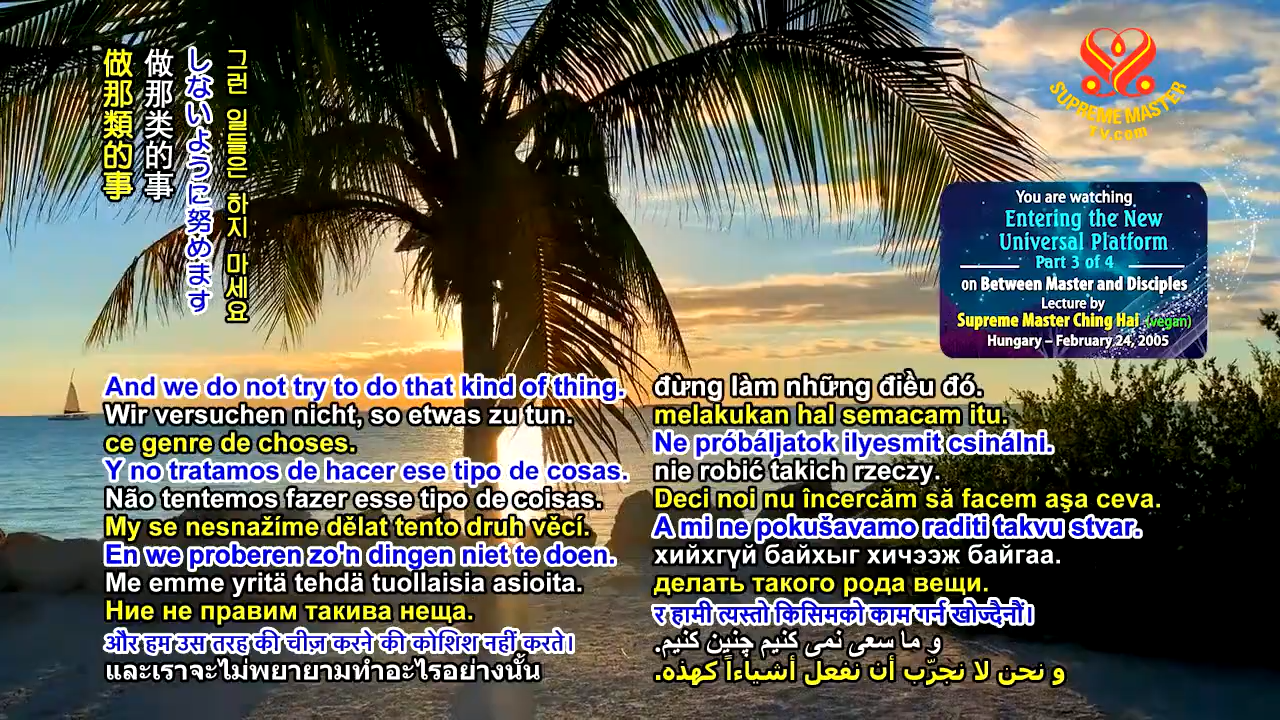 做那類的事
做那类的事
しないように努めます
그런 일들은 하지 마세요
SUPREME MASTER
TV.com
You are watching
Entering the New
Universal Platform
Part 3 of 4
on Between Master and Disciples
Lecture by
Supreme Master Ching Hai (vegan)
Hungary – February 24, 2005
And we do not try to do that kind of thing.
Wir versuchen nicht, so etwas zu tun.
ce genre de choses.
Y no tratamos de hacer ese tipo de cosas.
Não tentemos fazer esse tipo de coisas.
My se nesnažíme dělat tento druh věcí.
En we proberen zo'n dingen niet te doen.
Me emme yritä tehdä tuollaisia asioita.
Ние не правим такива неща.
और हम उस तरह की चीज़ करने की कोशिश नहीं करते।
และเราจะไม่พยายามทำอะไรอย่างนั้น
đừng làm những điều đó.
melakukan hal semacam itu.
Ne próbáljatok ilyesmit csinálni.
nie robić takich rzeczy.
Deci noi nu încercăm să facem aşa ceva.
A mi ne pokušavamo raditi takvu stvar.
хийхгүй байхыг хичээж байгаа.
делать такого рода вещи.
र हामी त्यस्तो किसिमको काम गर्न खोज्दैनौं।
و ما سعی نمی کنیم چنین کنیم.
و نحن لا نجرّب أن نفعل أشياءاً كهذه.